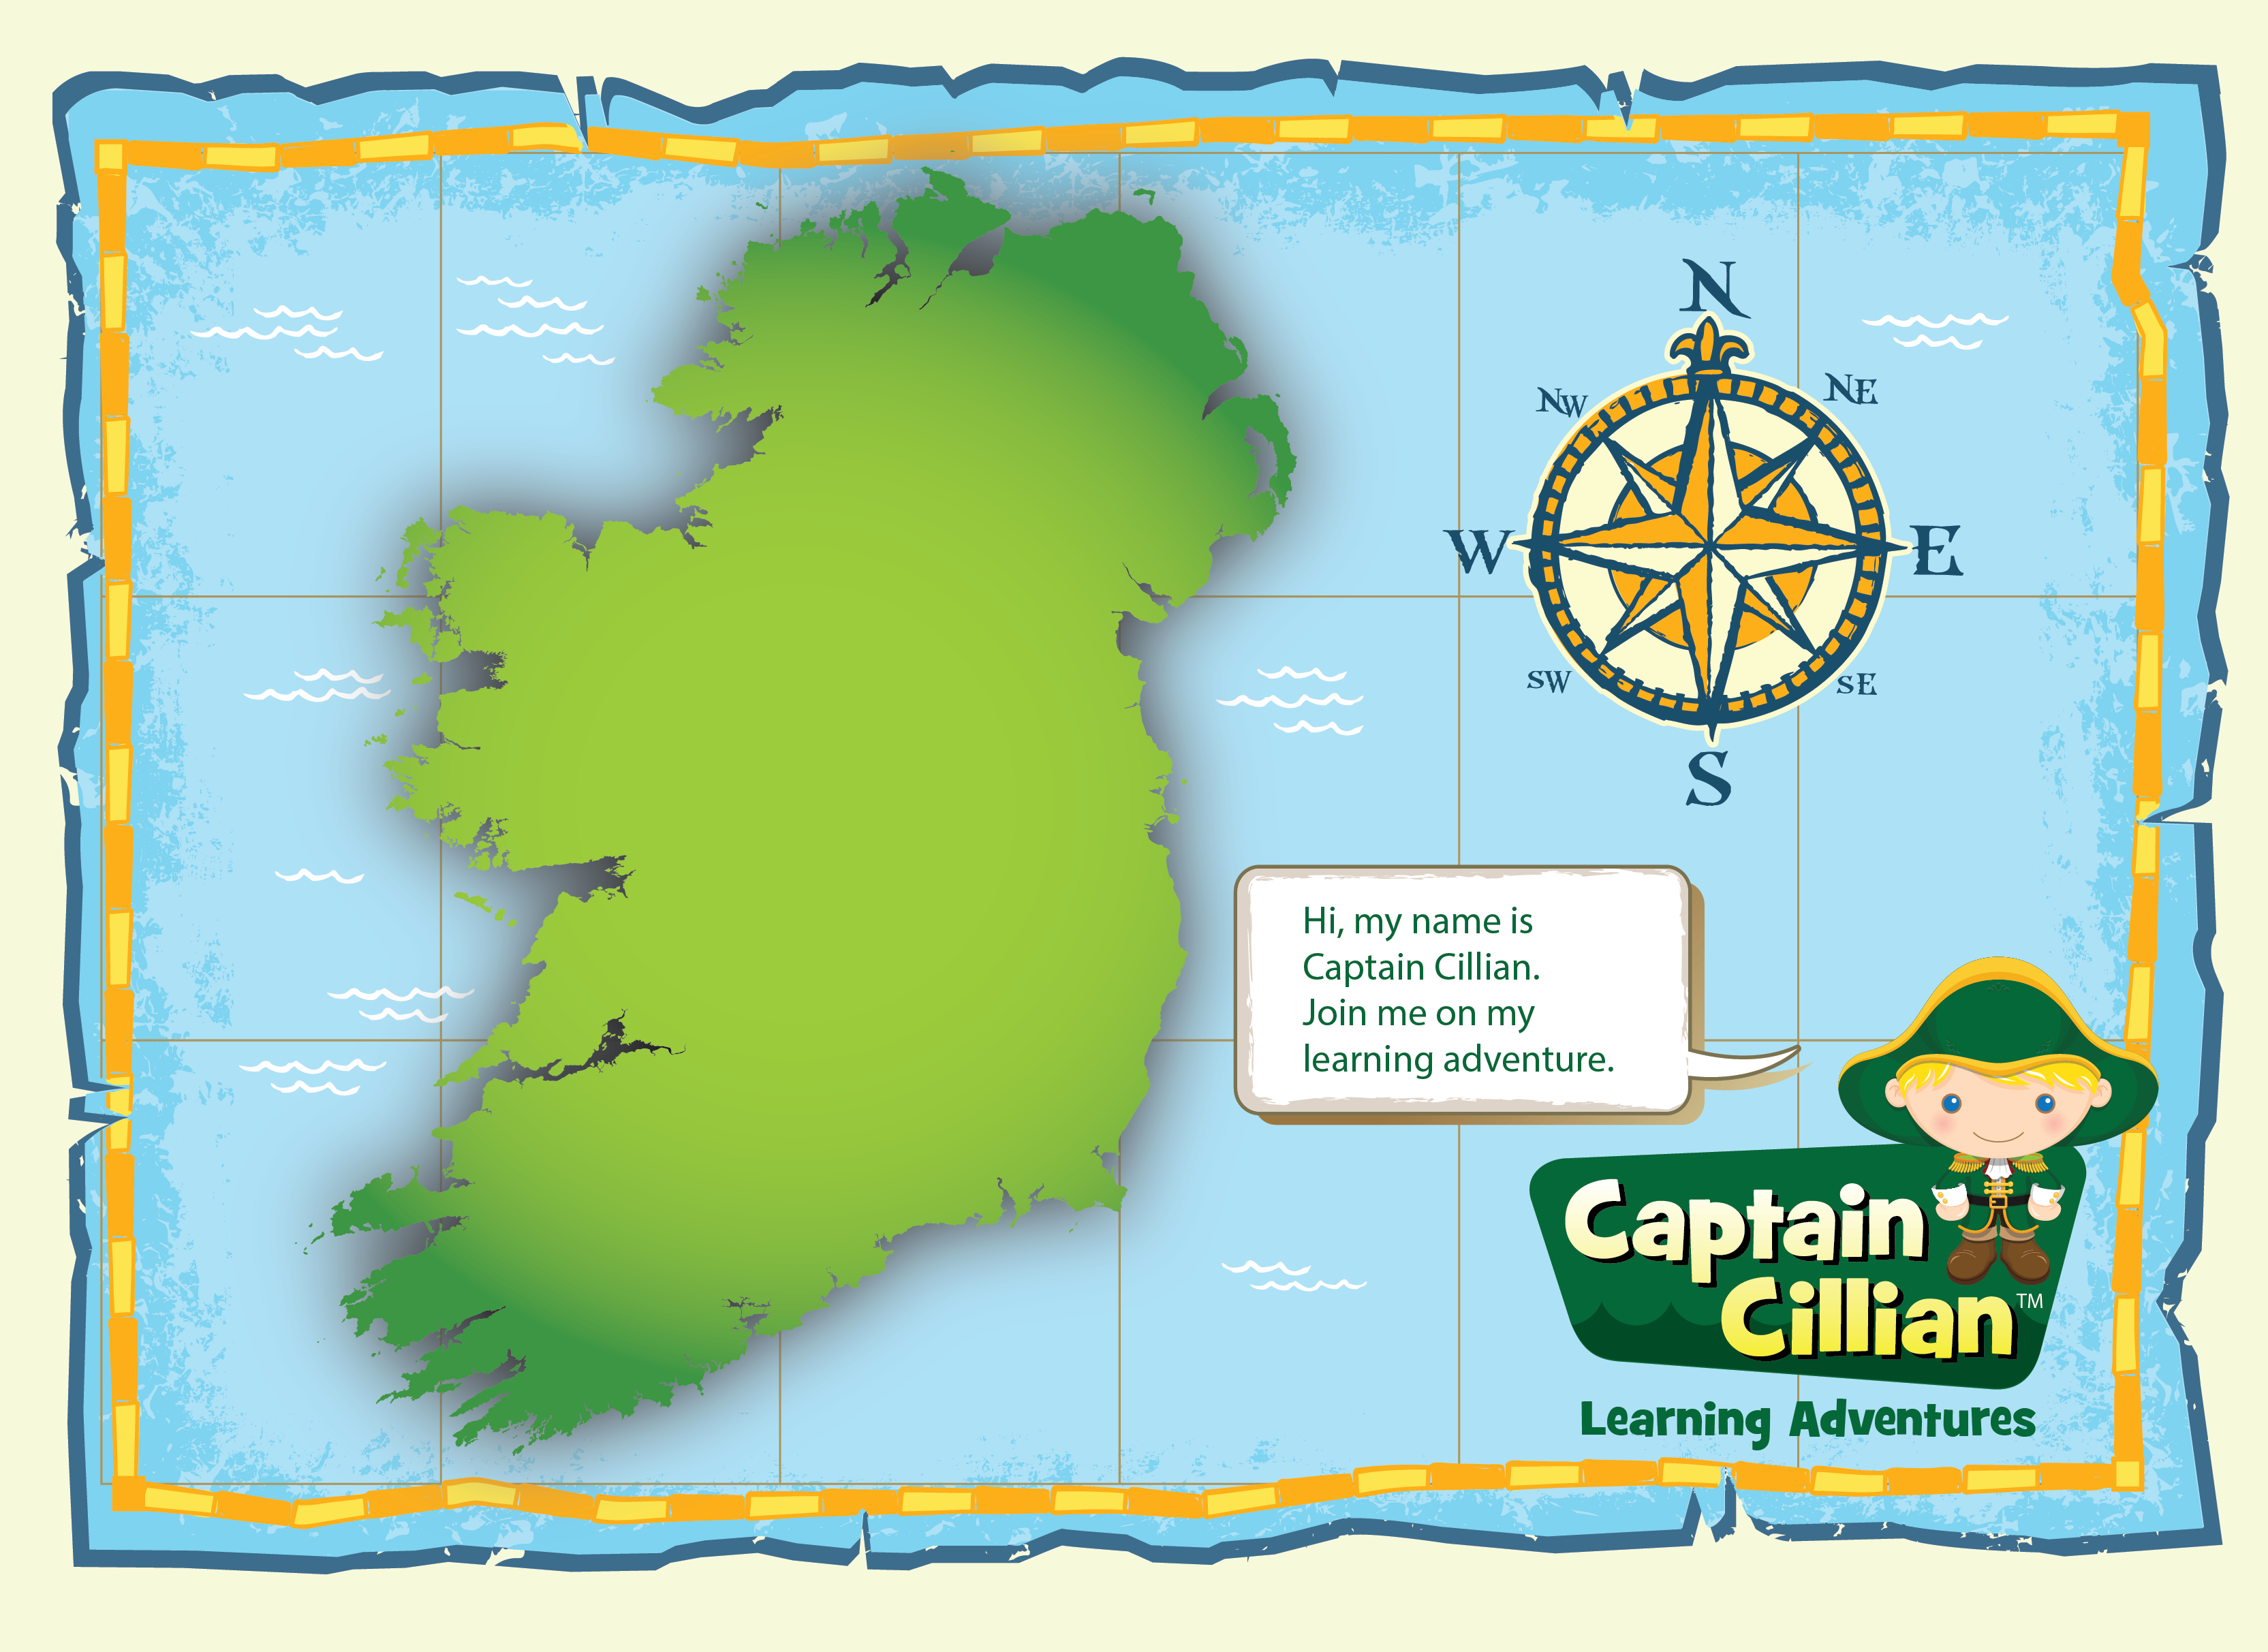 N
NW
NE
W
E
SW
SE
S
Hi, my name is
Captain Cillian.
Join me on my
learning adventure.
Captain
Cillian™
Learning Adventures